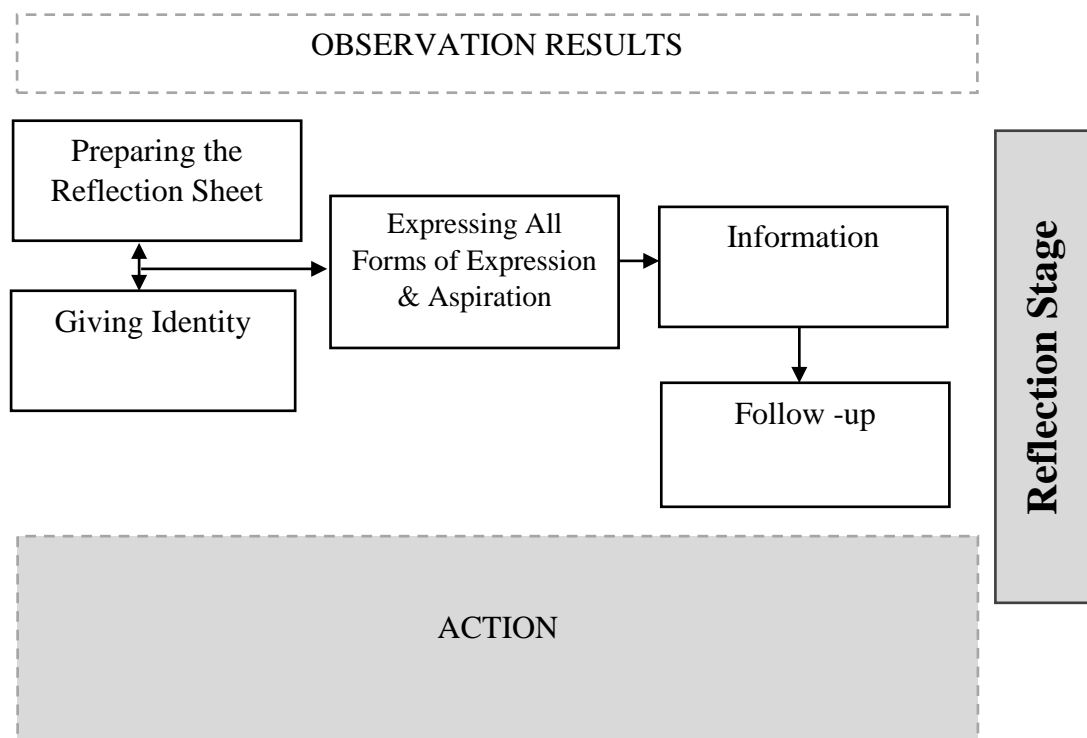 OBSERVATION RESULTS
Preparing the
Reflection Sheet
Giving Identity
Expressing All
Forms of Expression
& Aspiration
Information
Follow -up
Reflection Stage
ACTION